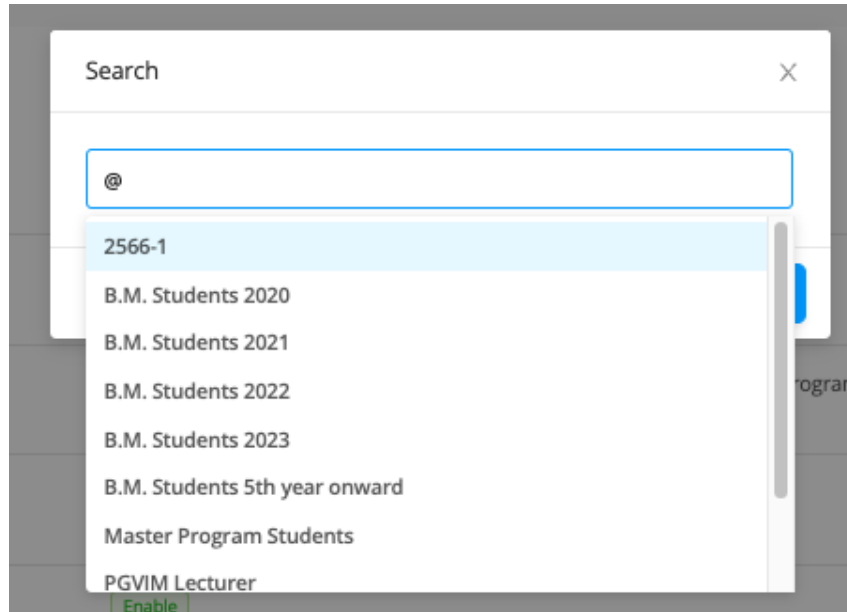 Search
@
2566-1
B.M. Students 2020
B.M. Students 2021
B.M. Students 2022
B.M. Students 2023
B.M. Students 5th year onward
Master Program Students
PGVIM Lecturer
Enable